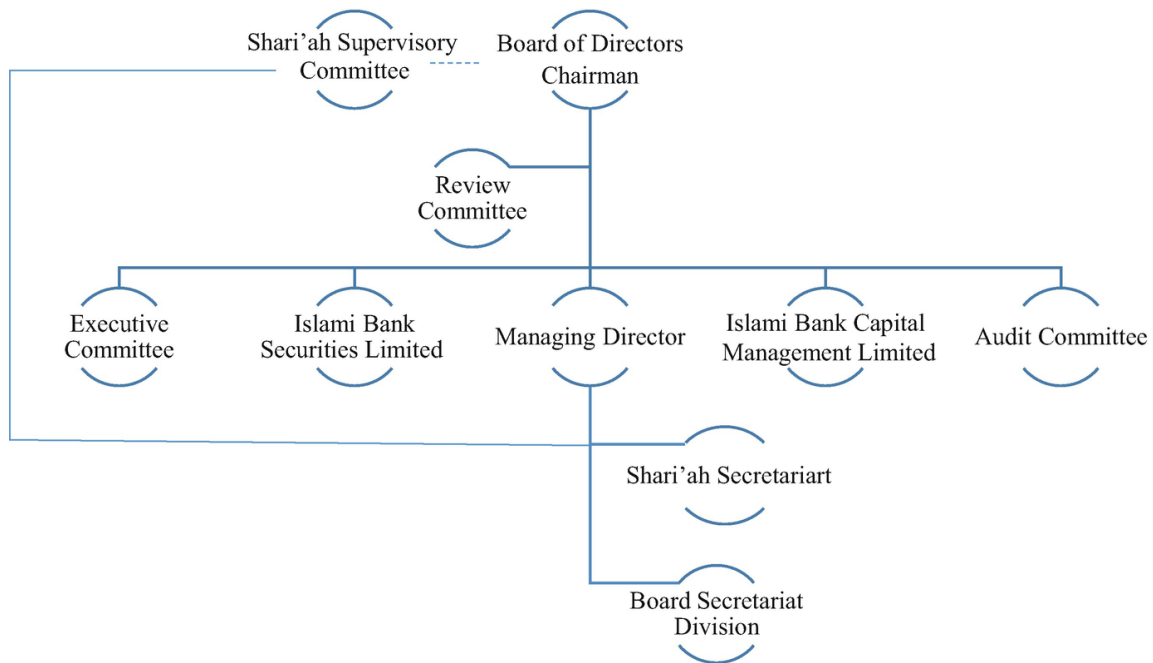 Shari’ah Supervisory
Committee
Board of Directors
Chairman
Review
Committee
Executive
Committee
Islami Bank
Securities Limited
Managing Director
Islami Bank Capital
Management Limited
Audit Committee
Shari’ah Secretariart
Board Secretariat
Division